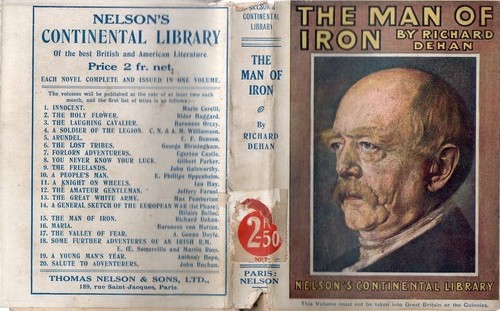 NELSON'S
CONTINENTAL LIBRARY
Of the best British and American Literature
Price 2 fr. net.
EACH NOVEL COMPLETE AND ISSUED IN ONE VOLUME.
The volumes will be published at the rate of at least two each
month, and the first list of titles is as follows:—
1. INNOCENT. Marie Corelli.
2. THE HOLY FLOWER. Rider Haggard.
3. THE LAUGHING CAVALIER. Baroness Orczy.
4. A SOLDIER OF THE LEGION. C. N. & A. M. Williamson.
5. ARUNDEL. E. F. Benson.
6. THE LOST TRIBES. George Birmingham.
7. FORLORN ADVENTURERS. Egerton Castle.
8. YOU NEVER KNOW YOUR LUCK. Gilbert Parker.
9. THE FREELANDS. John Galsworthy.
10. A PEOPLE'S MAN. E. Philips Oppenheim.
11. A KNIGHT ON WHEELS. Ian Hay.
12. THE AMATEUR GENTLEMAN. Jeffery Farnol.
13. THE GREAT WHITE ARMY. Max Pemberton
14. A GENERAL SKETCH OF THE EUROPEAN WAR (1st Phase).
Hilaire Belloc.
15. THE MAN OF IRON. Richard Dehan.
16. MARIA. Baroness von Hutten.
17. THE VALLEY OF FEAR. A. Conan Doyle.
18. SOME FURTHER ADVENTURES OF AN IRISH R.M.
E. Œ. Somerville and Martin Ross.
19. A YOUNG MAN'S YEAR. Anthony Hope.
20. SALUTE TO ADVENTURERS. John Buchan.
THOMAS NELSON & SONS, LTD.,
189, rue Saint-Jacques, Paris.
NELSON'S
CONTINENTAL
LIBRARY
THE
MAN OF
IRON
By
RICHARD
DEHAN
2.50
NET
PARIS:
NELSON
THE MAN OF
IRON BY RICHARD
DEHAN
NELSON'S CONTINENTAL LIBRARY
This Volume must not be taken into Great Britain or the Colonies.